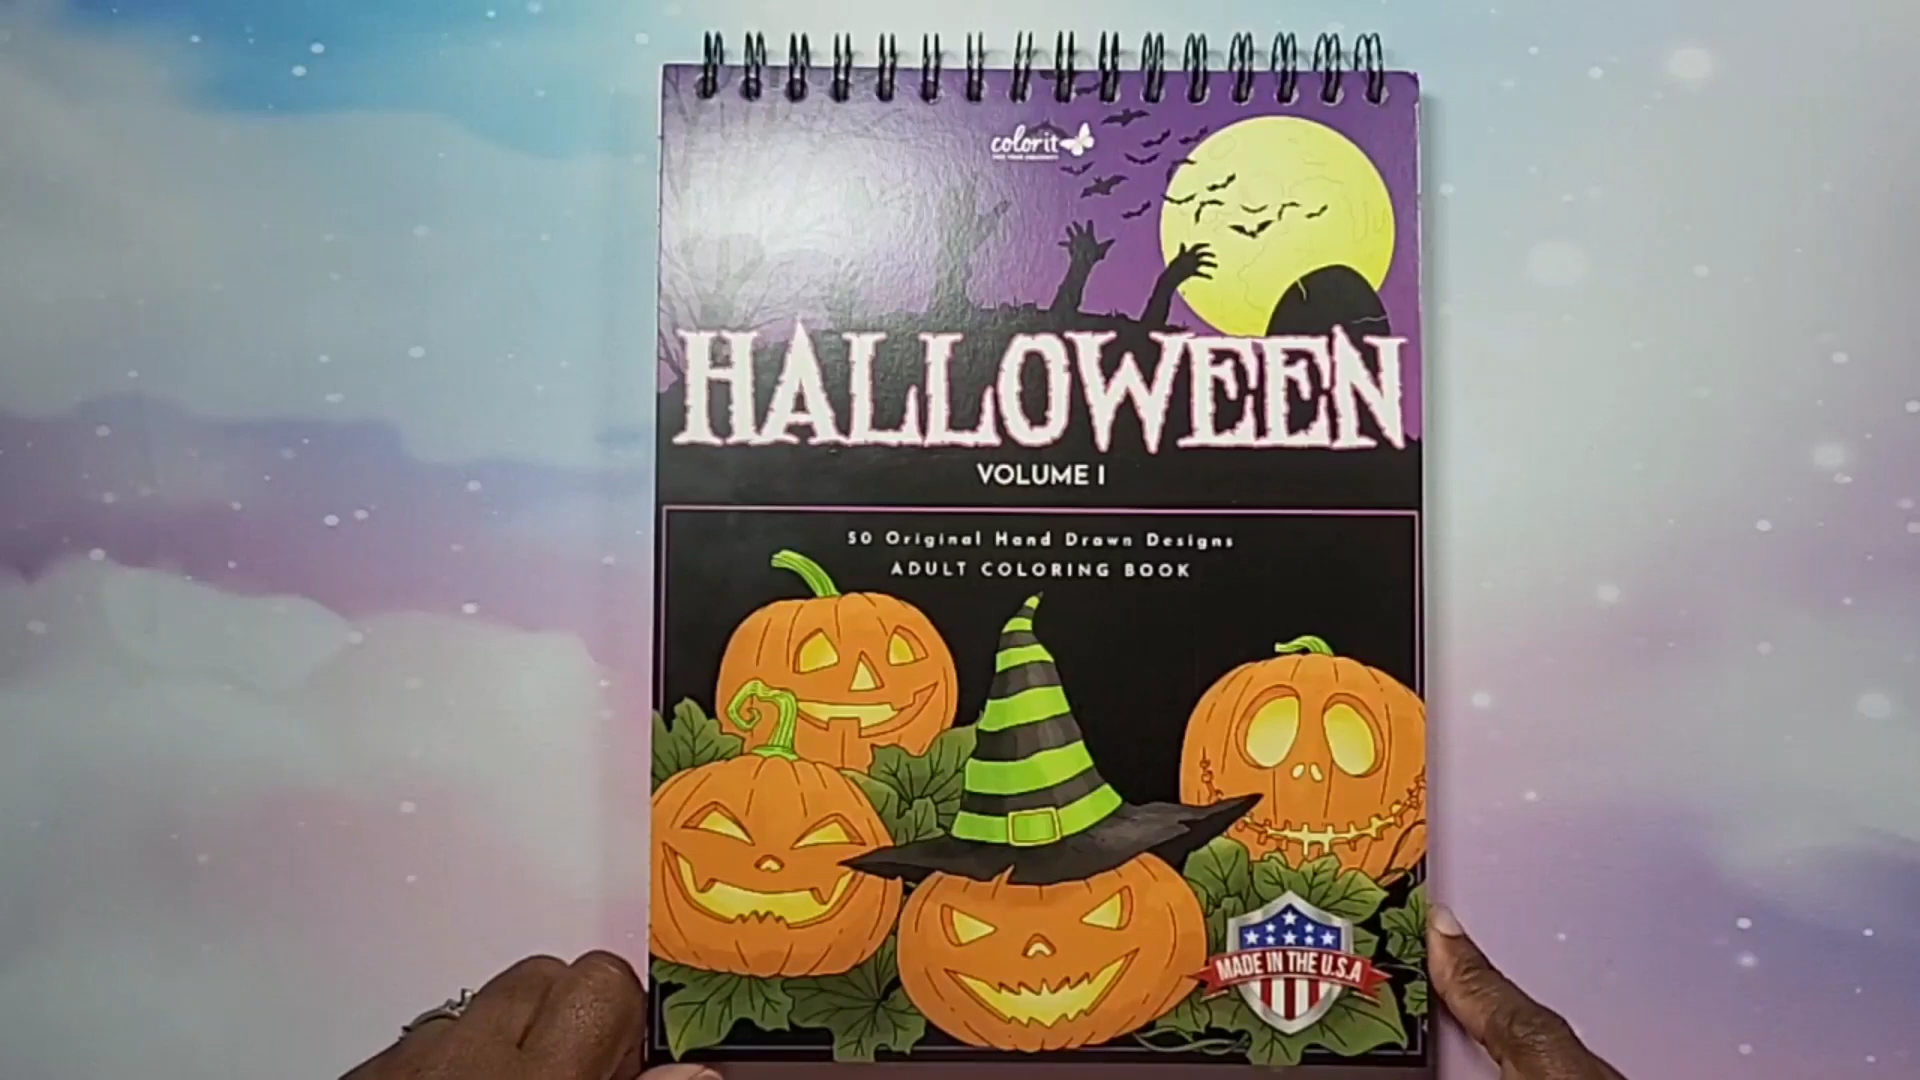 colorit
HALLOWEEN
VOLUME I
50 Original Hand Drawn Designs
ADULT COLORING BOOK
MADE IN THE U.S.A